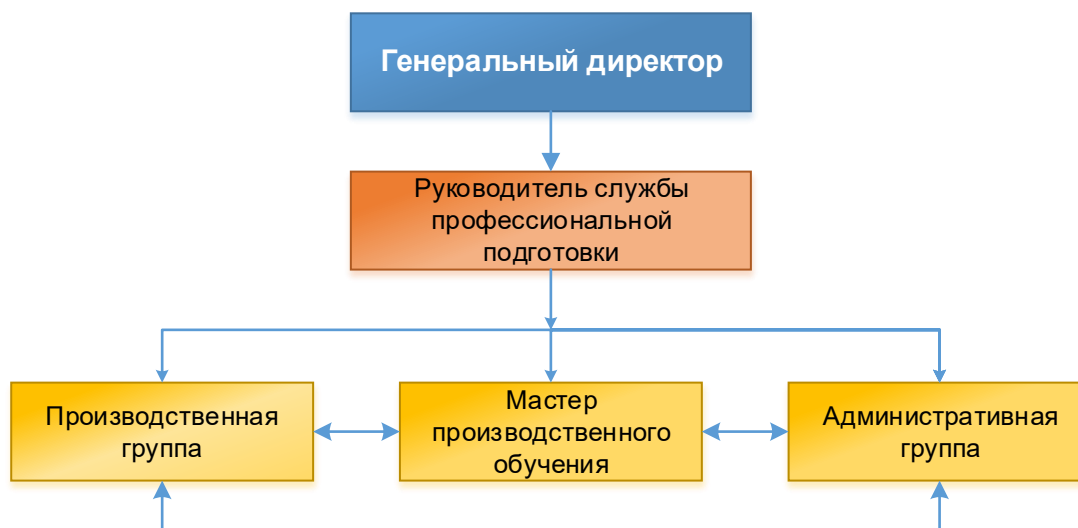 Генеральный директор
Руководитель службы
профессиональной
подготовки
Производственная
группа
Мастер
производственного
обучения
Административная
группа